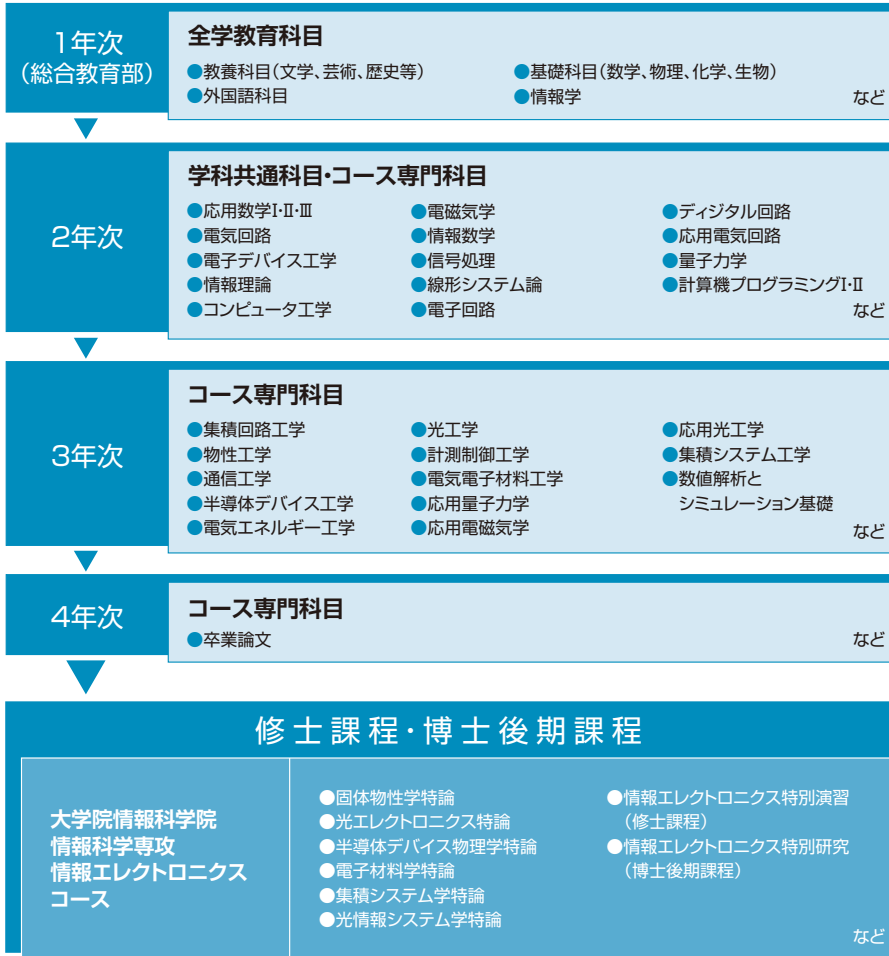 1年次
(総合教育部)
全学教育科目
●教養科目(文学、芸術、歴史等)
●基礎科目(数学、物理、化学、生物)
●外国語科目
●情報学
など
2年次
学科共通科目・コース専門科目
●応用数学Ⅰ・Ⅱ・Ⅲ
●電気回路
●電子デバイス工学
●情報理論
●コンピュータ工学
●電磁気学
●情報数学
●信号処理
●線形システム論
●電子回路
●ディジタル回路
●応用電気回路
●量子力学
●計算機プログラミングⅠ・Ⅱ
など
3年次
コース専門科目
●集積回路工学
●物性工学
●通信工学
●半導体デバイス工学
●電気エネルギー工学
●光工学
●計測制御工学
●電気電子材料工学
●応用量子力学
●応用電磁気学
●応用光工学
●集積システム工学
●数値解析と
シミュレーション基礎
など
4年次
コース専門科目
●卒業論文
など
修士課程・博士後期課程
大学院情報科学院
情報科学専攻
情報エレクトロニクス
コース
●固体物性学特論
●光エレクトロニクス特論
●半導体デバイス物理学特論
●電子材料学特論
●集積システム学特論
●光情報システム学特論
●情報エレクトロニクス特別演習
(修士課程)
●情報エレクトロニクス特別研究
(博士後期課程)
など